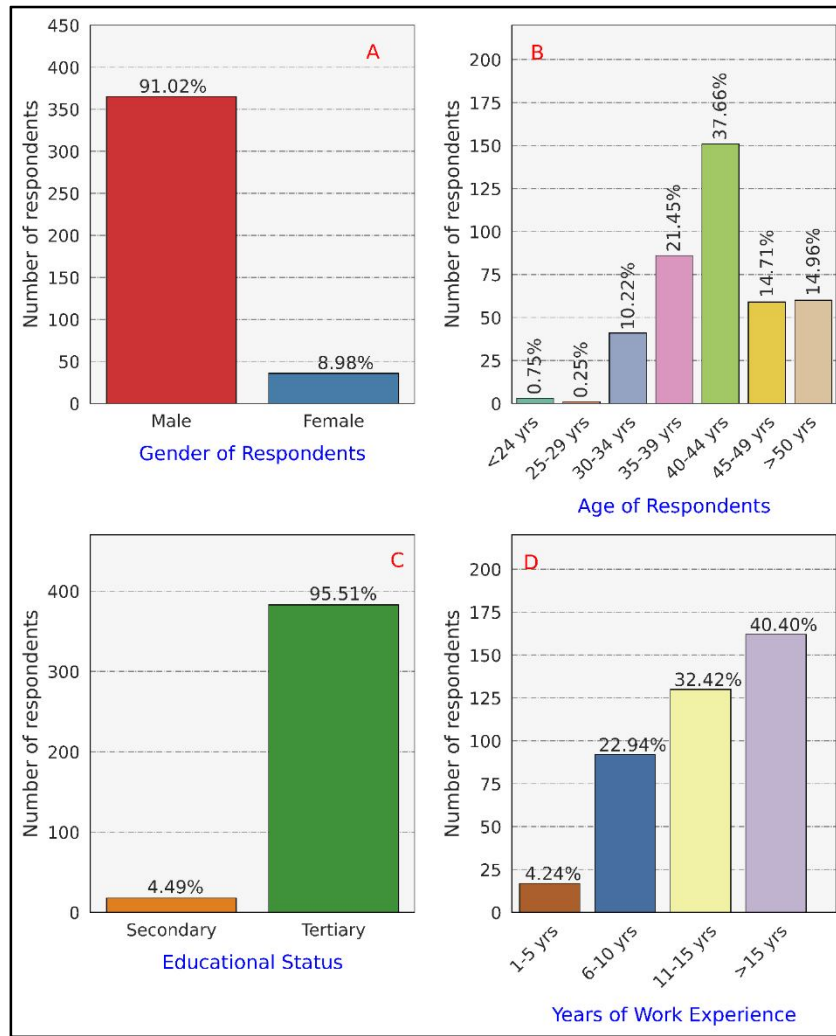 A
Number of respondents
450
400
350
300
250
200
150
100
50
0
91.02%
8.98%
Male
Female
Gender of Respondents
B
Number of respondents
200
175
150
125
100
75
50
25
0
0.75%
0.25%
10.22%
21.45%
37.66%
14.71%
14.96%
<24 yrs
25-29 yrs
30-34 yrs
35-39 yrs
40-44 yrs
45-49 yrs
>50 yrs
Age of Respondents
C
Number of respondents
400
300
200
100
0
4.49%
95.51%
Secondary
Tertiary
Educational Status
D
Number of respondents
200
175
150
125
100
75
50
25
0
4.24%
22.94%
32.42%
40.40%
1-5 yrs
6-10 yrs
11-15 yrs
>15 yrs
Years of Work Experience